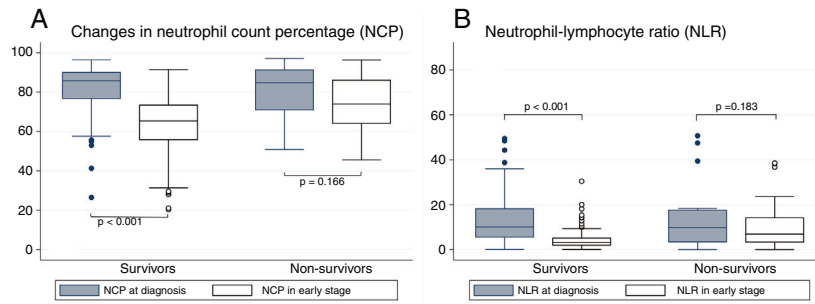 A
Changes in neutrophil count percentage (NCP)
100
80
60
40
20
0
p < 0.001
p = 0.166
Survivors
Non-survivors
NCP at diagnosis
NCP in early stage
B
Neutrophil-lymphocyte ratio (NLR)
80
60
40
20
0
p < 0.001
p =0.183
Survivors
Non-survivors
NLR at diagnosis
NLR in early stage